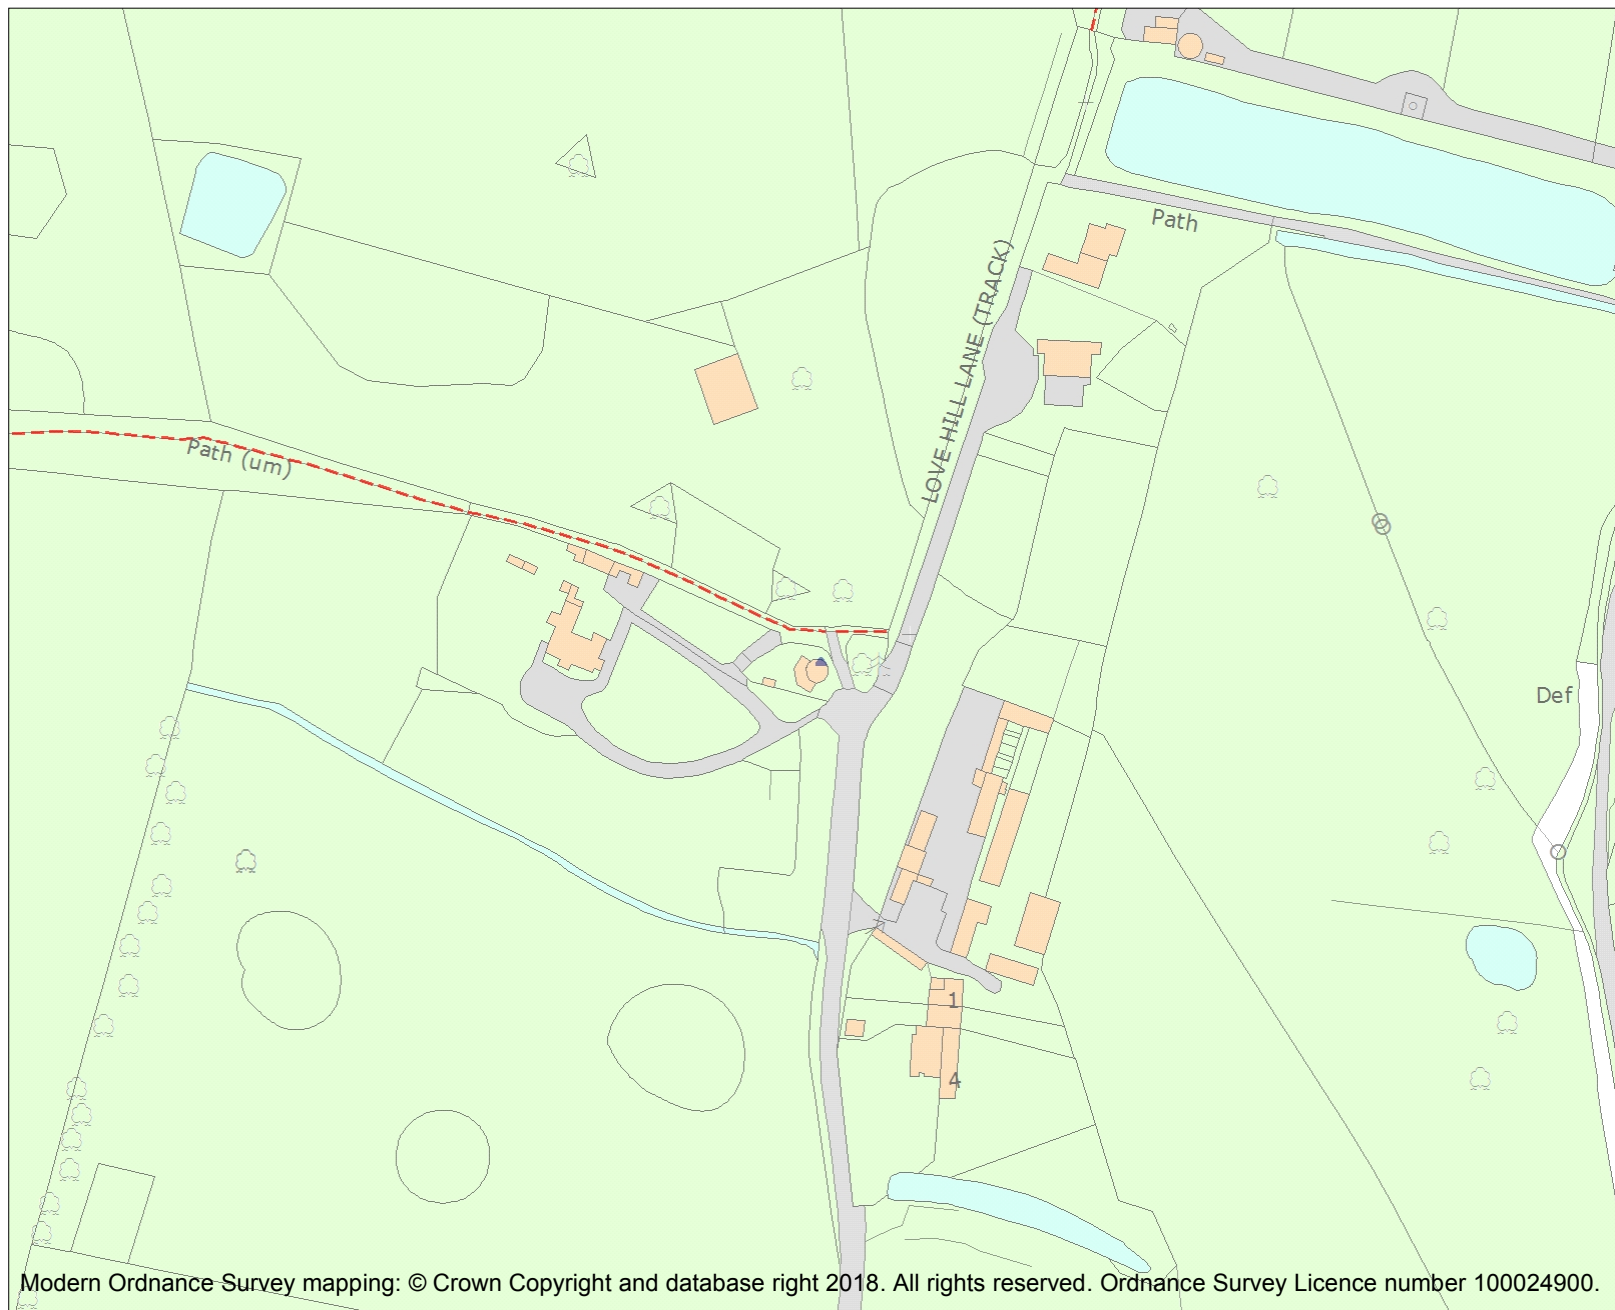 Path
LOVE HILL LANE (TRACK)
Path (um)
Def
1
4
Modern Ordnance Survey mapping: © Crown Copyright and database right 2018. All rights reserved. Ordnance Survey Licence number 100024900.